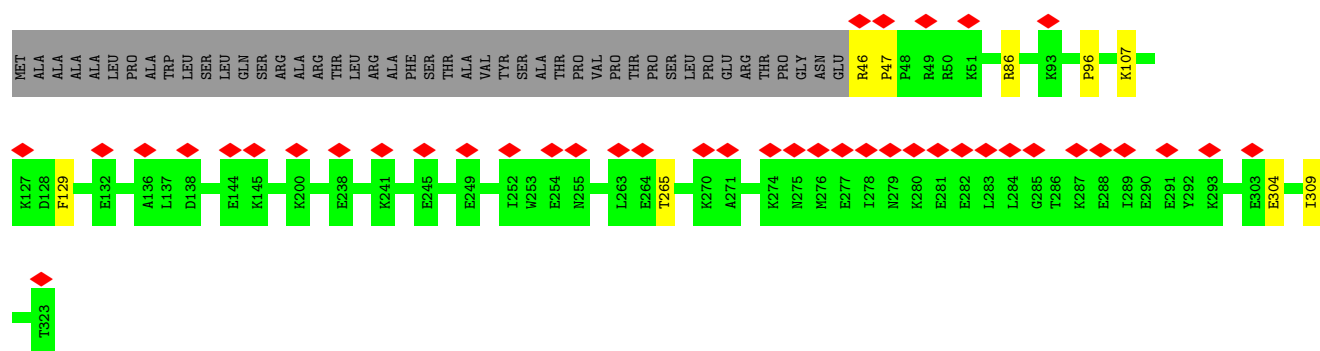 MET ALA ALA ALA ALA LEU PRO ALA TRP LEU SER LEU GLN SER ARG ALA ARG THR LEU ARG ALA PHE SER THR ALA VAL TYR SER ALA THR PRO VAL PRO THR PRO SER LEU PRO GLU ARG THR PRO GLY ASN GLU R46 P47 P48 R49 R50 K51 R86 K93 P96 K107
K127 D128 F129 E132 A136 L137 D138 E144 K145 K200 E238 K241 E245 E249 I252 W253 E254 N255 L263 E264 T265 K270 A271 K274 N275 M276 E277 I278 N279 K280 E281 E282 L283 L284 G285 T286 K287 E288 I289 E290 E291 Y292 K293 E303 E304 I309
T323